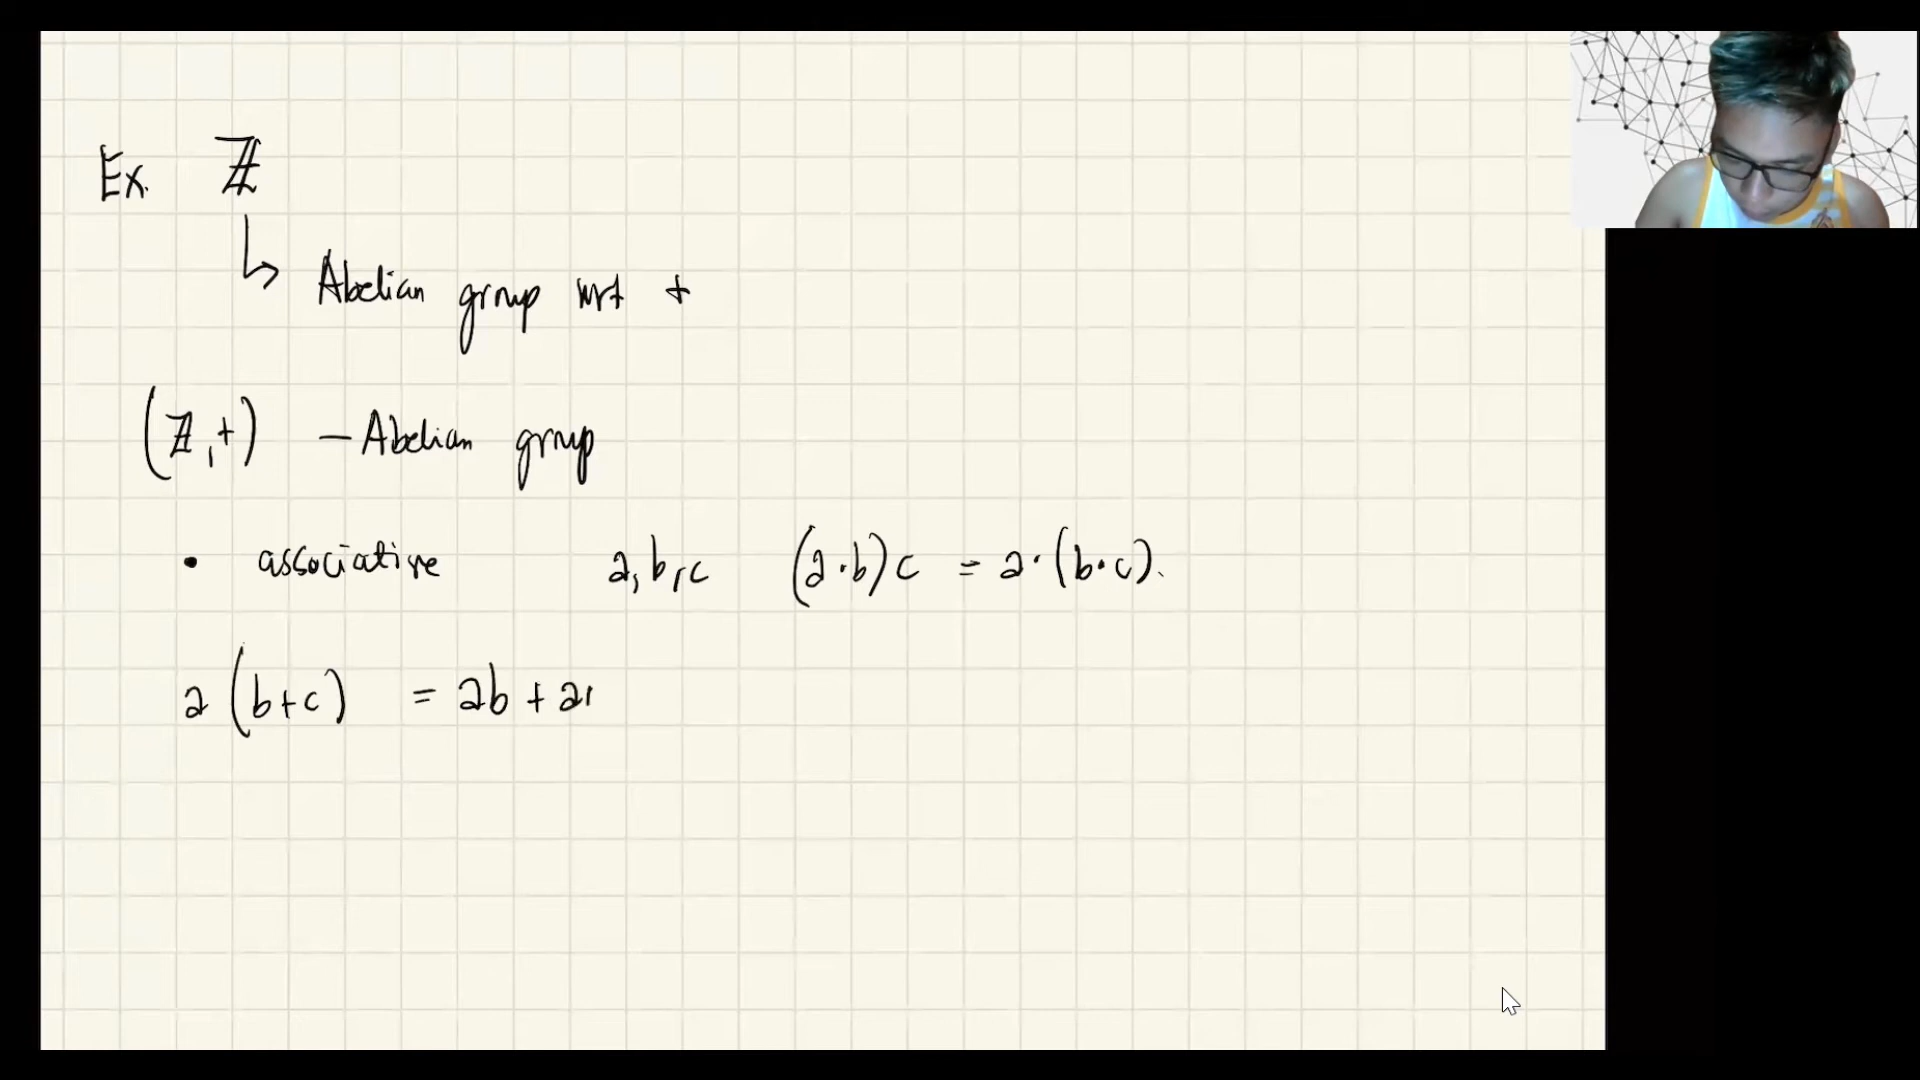 Ex. ℤ
↳ Abelian group wrt +
(ℤ, +) — Abelian group
• associative a, b, c (a·b)c = a·(b·c).
a(b+c) = ab + a